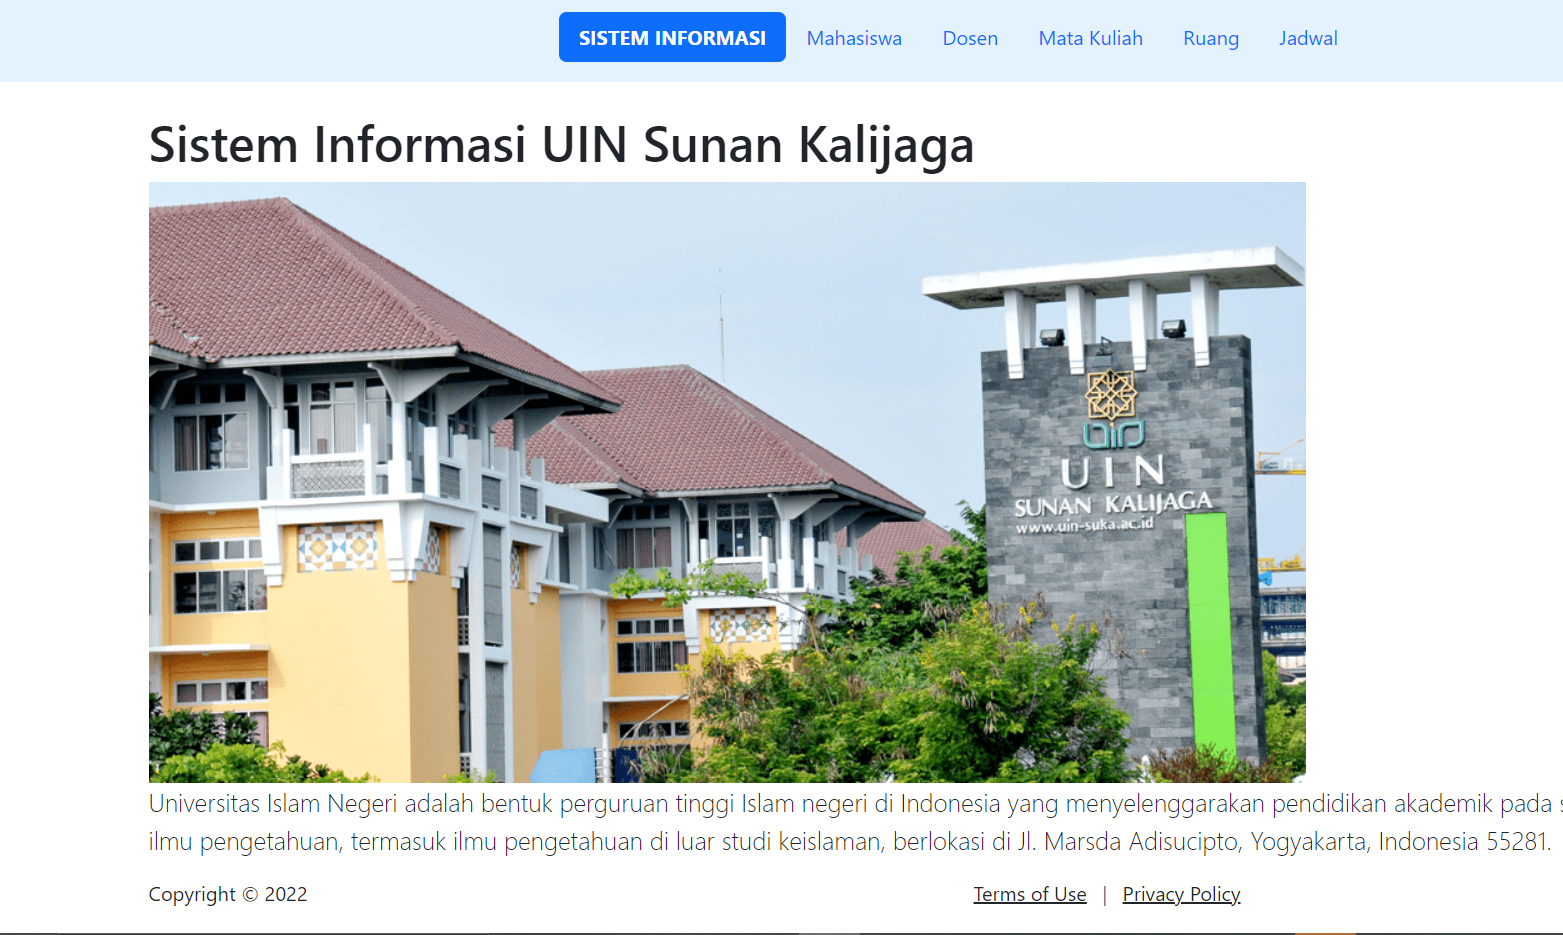 SISTEM INFORMASI Mahasiswa Dosen Mata Kuliah Ruang Jadwal
Sistem Informasi UIN Sunan Kalijaga
uin
UIN
SUNAN KALIJAGA
www.uin-suka.ac.id
Universitas Islam Negeri adalah bentuk perguruan tinggi Islam negeri di Indonesia yang menyelenggarakan pendidikan akademik pada
ilmu pengetahuan, termasuk ilmu pengetahuan di luar studi keislaman, berlokasi di Jl. Marsda Adisucipto, Yogyakarta, Indonesia 55281.
Copyright © 2022 Terms of Use | Privacy Policy